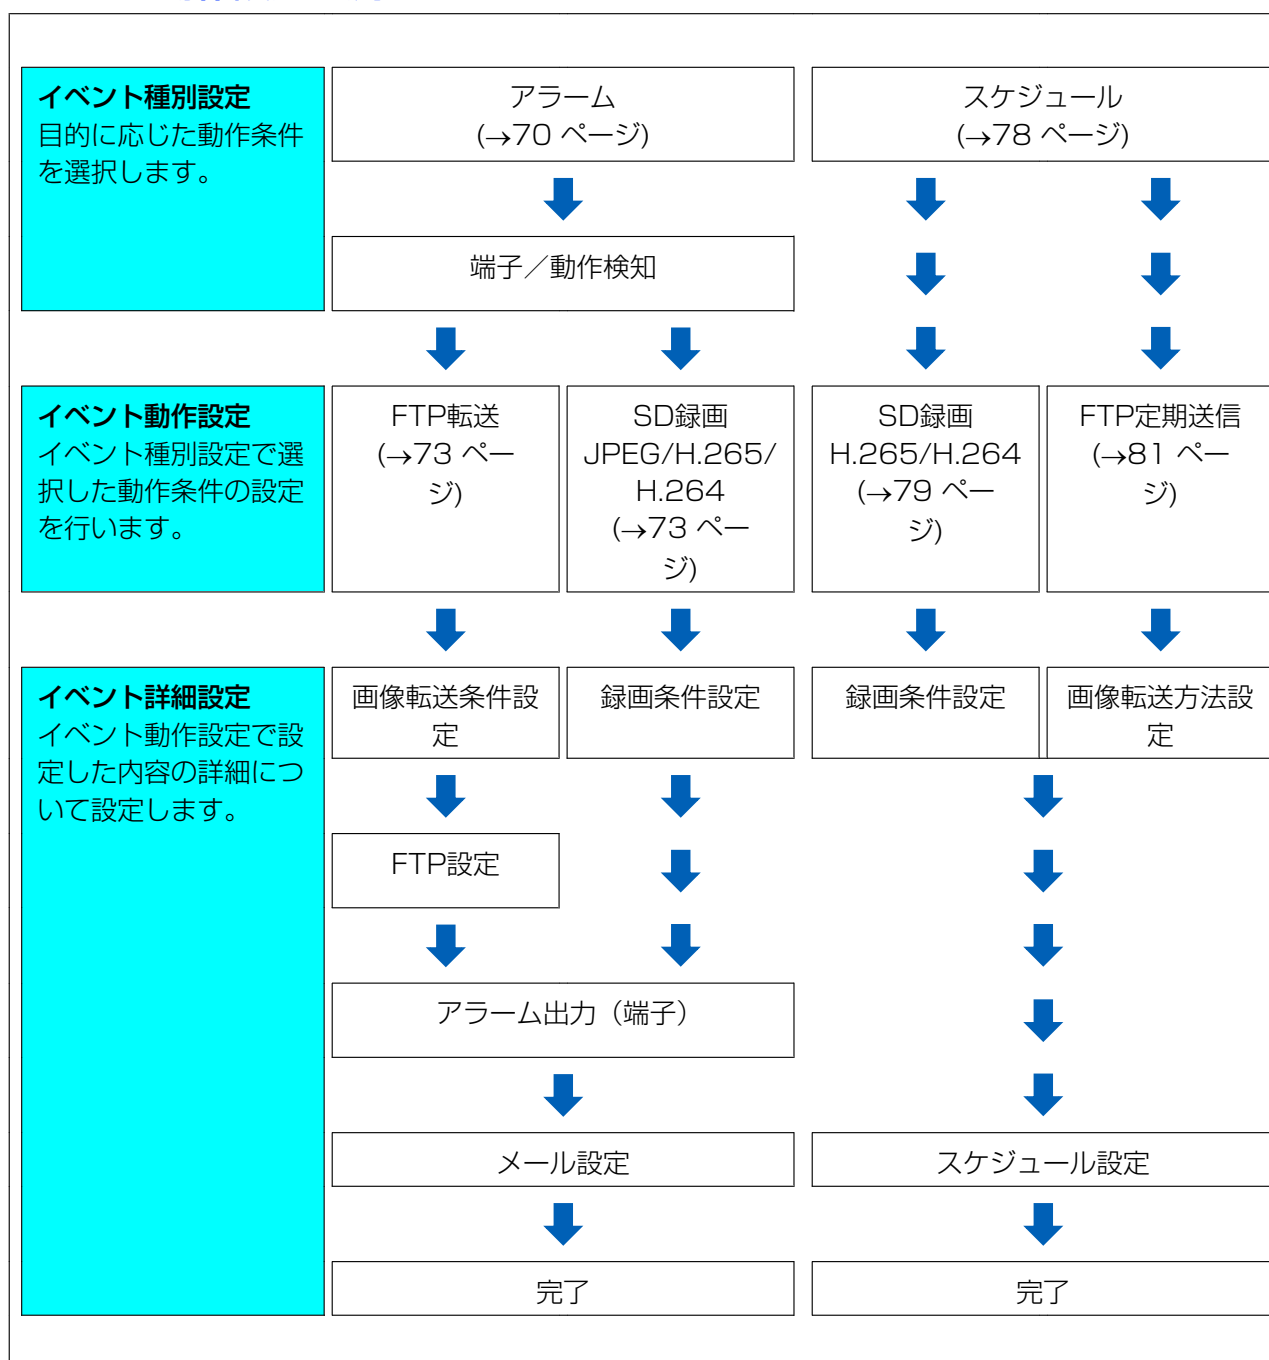 イベント種別設定
目的に応じた動作条件
を選択します。
アラーム
(→70 ページ)
スケジュール
(→78 ページ)
端子／動作検知
イベント動作設定
イベント種別設定で選
択した動作条件の設定
を行います。
FTP転送
(→73 ペー
ジ)
SD録画
JPEG/H.265/
H.264
(→73 ペー
ジ)
SD録画
H.265/H.264
(→79 ペー
ジ)
FTP定期送信
(→81 ペー
ジ)
イベント詳細設定
イベント動作設定で設
定した内容の詳細につ
いて設定します。
画像転送条件設
定
録画条件設定
録画条件設定
画像転送方法設
定
FTP設定
アラーム出力（端子）
メール設定
スケジュール設定
完了
完了